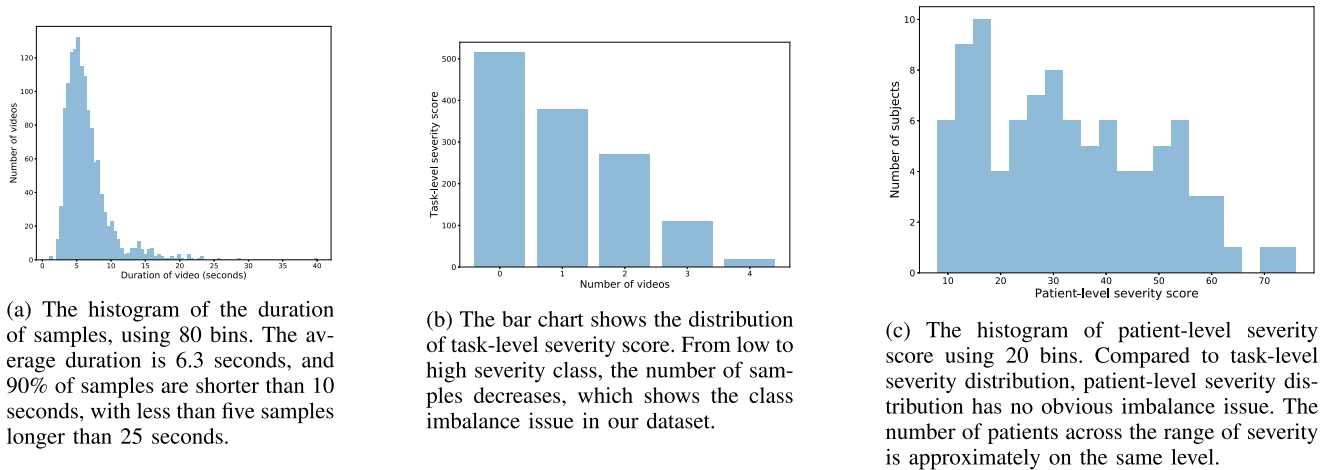 120
100
80
60
40
20
0
Number of videos
0 5 10 15 20 25 30 35 40
Duration of video (seconds)
(a) The histogram of the duration
of samples, using 80 bins. The av-
erage duration is 6.3 seconds, and
90% of samples are shorter than 10
seconds, with less than five samples
longer than 25 seconds.
500
400
300
200
100
0
Task-level severity score
0 1 2 3 4
Number of videos
(b) The bar chart shows the distribution
of task-level severity score. From low to
high severity class, the number of sam-
ples decreases, which shows the class
imbalance issue in our dataset.
10
8
6
4
2
0
Number of subjects
10 20 30 40 50 60 70
Patient-level severity score
(c) The histogram of patient-level severity
score using 20 bins. Compared to task-level
severity distribution, patient-level severity dis-
tribution has no obvious imbalance issue. The
number of patients across the range of severity
is approximately on the same level.